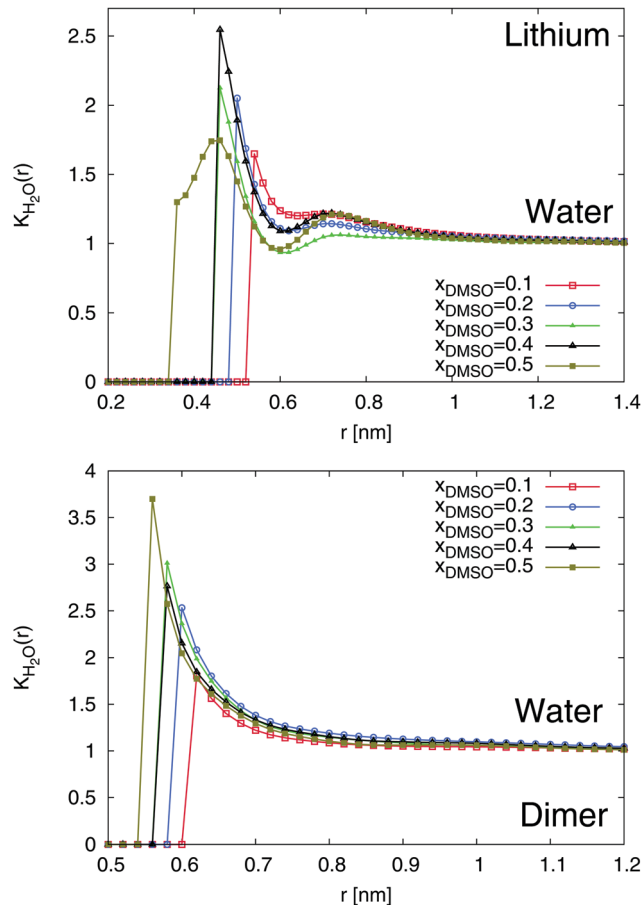 Lithium
2.5
2
1.5
1
0.5
0
K_H₂O(r)
Water
x_DMSO=0.1
x_DMSO=0.2
x_DMSO=0.3
x_DMSO=0.4
x_DMSO=0.5
0.2 0.4 0.6 0.8 1 1.2 1.4
r [nm]
4
3.5
3
2.5
2
1.5
1
0.5
0
K_H₂O(r)
x_DMSO=0.1
x_DMSO=0.2
x_DMSO=0.3
x_DMSO=0.4
x_DMSO=0.5
Water
Dimer
0.5 0.6 0.7 0.8 0.9 1 1.1 1.2
r [nm]